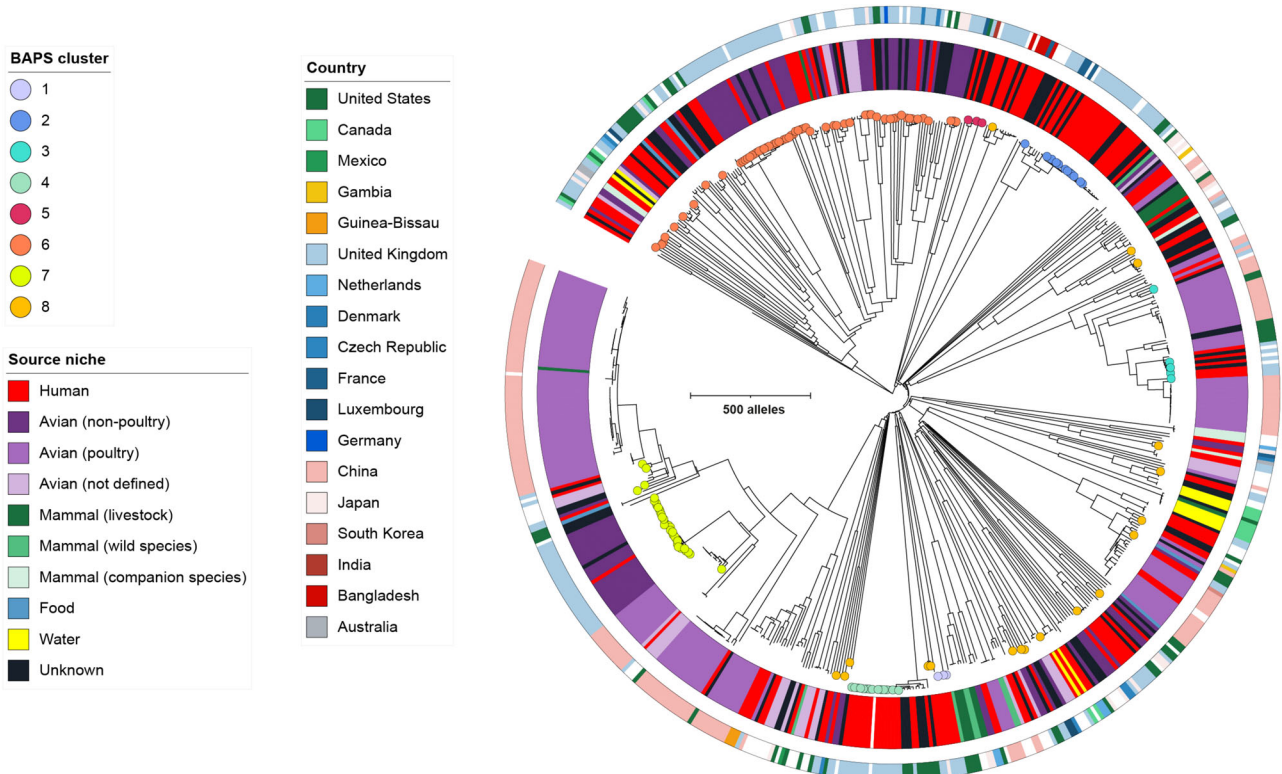 BAPS cluster
1
2
3
4
5
6
7
8
Source niche
Human
Avian (non-poultry)
Avian (poultry)
Avian (not defined)
Mammal (livestock)
Mammal (wild species)
Mammal (companion species)
Food
Water
Unknown
Country
United States
Canada
Mexico
Gambia
Guinea-Bissau
United Kingdom
Netherlands
Denmark
Czech Republic
France
Luxembourg
Germany
China
Japan
South Korea
India
Bangladesh
Australia
500 alleles